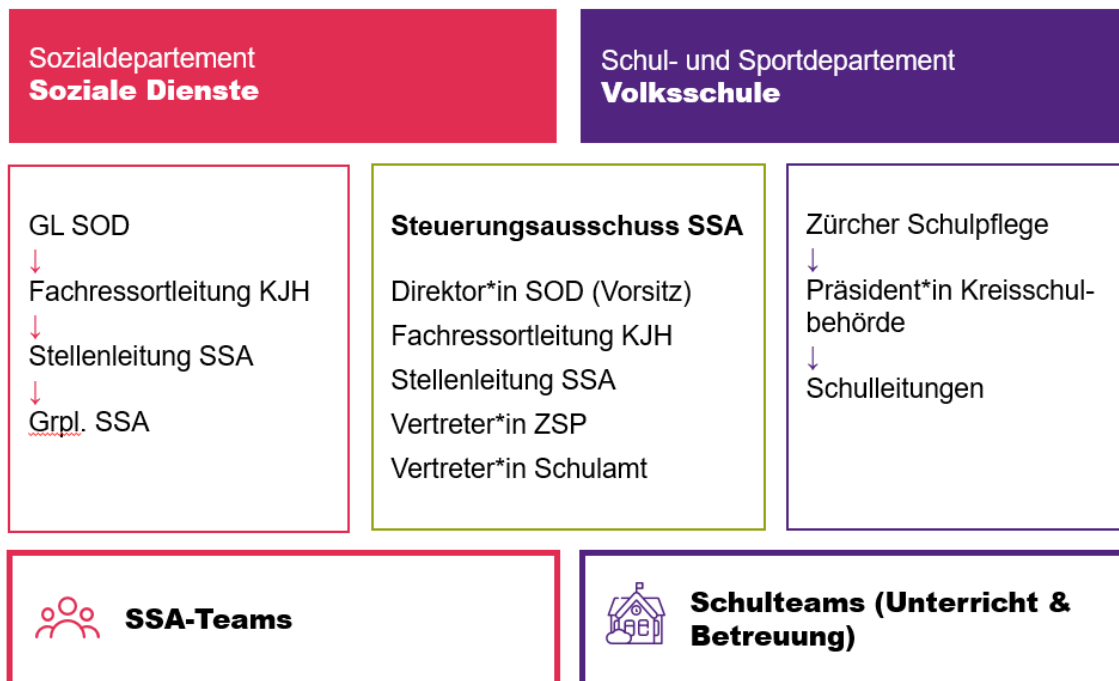 Sozialdepartement
Soziale Dienste
Schul- und Sportdepartement
Volksschule
GL SOD
↓
Fachressortleitung KJH
↓
Stellenleitung SSA
↓
Grpl. SSA
Steuerungsausschuss SSA
Direktor*in SOD (Vorsitz)
Fachressortleitung KJH
Stellenleitung SSA
Vertreter*in ZSP
Vertreter*in Schulamt
Zürcher Schulpflege
↓
Präsident*in Kreisschul-
behörde
↓
Schulleitungen
SSA-Teams
Schulteams (Unterricht &
Betreuung)